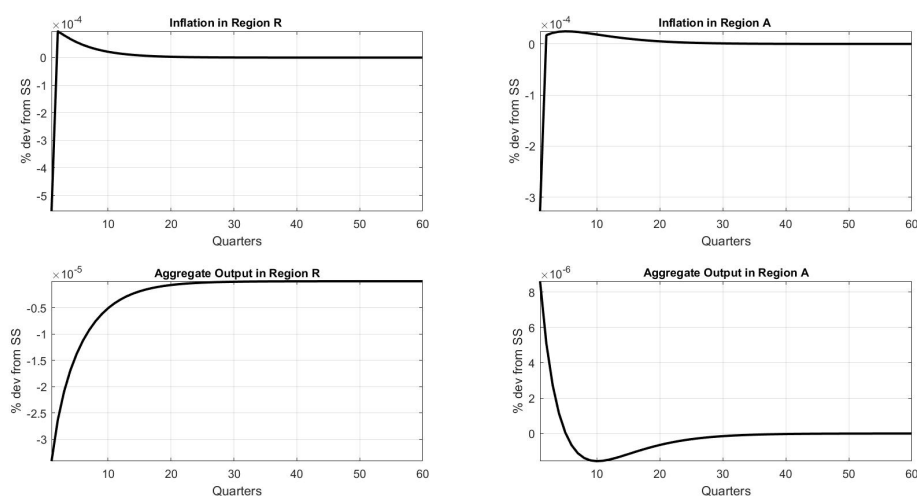 ×10⁻⁴ Inflation in Region R
0
-1
-2
-3
-4
-5
% dev from SS
10 20 30 40 50 60
Quarters
×10⁻⁴ Inflation in Region A
0
-1
-2
-3
% dev from SS
10 20 30 40 50 60
Quarters
×10⁻⁵ Aggregate Output in Region R
-0.5
-1
-1.5
-2
-2.5
-3
% dev from SS
10 20 30 40 50 60
Quarters
×10⁻⁶ Aggregate Output in Region A
8
6
4
2
0
% dev from SS
10 20 30 40 50 60
Quarters